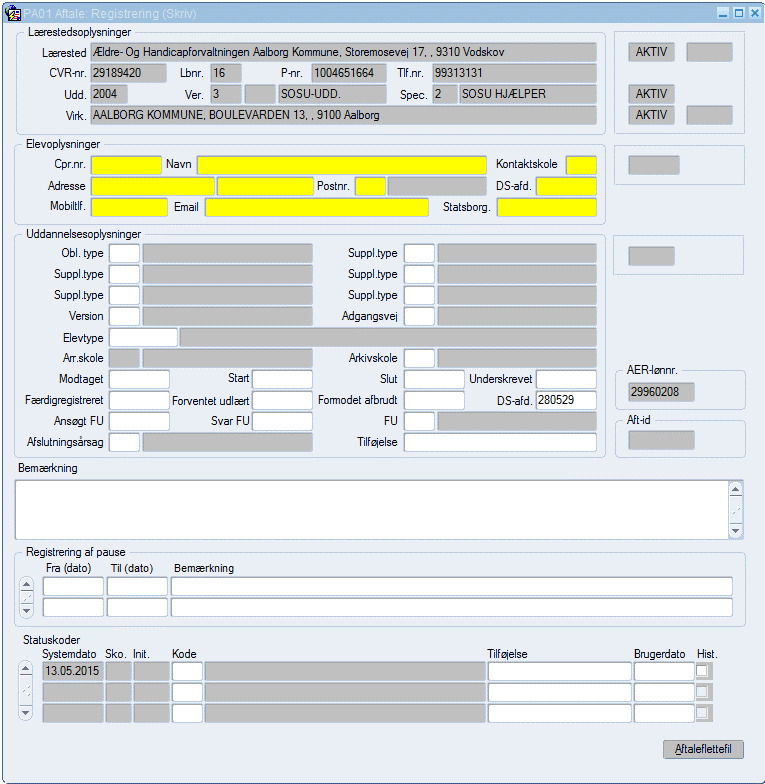 PA01 Aftale: Registrering (Skriv)
Lærestedsoplysninger
Lærested Ældre- Og Handicapforvaltningen Aalborg Kommune, Storemosevej 17, , 9310 Vodskov AKTIV
CVR-nr. 29189420 Lbnr. 16 P-nr. 1004651664 Tlf.nr. 99313131
Udd. 2004 Ver. 3 SOSU-UDD. Spec. 2 SOSU HJÆLPER AKTIV
Virk. AALBORG KOMMUNE, BOULEVARDEN 13, , 9100 Aalborg AKTIV
Elevoplysninger
Cpr.nr. Navn Kontaktskole
Adresse Postnr. DS-afd.
Mobiltlf. Email Statsborg.
Uddannelsesoplysninger
Obl. type Suppl.type
Suppl.type Suppl.type
Suppl.type Suppl.type
Version Adgangsvej
Elevtype
Arr.skole Arkivskole
Modtaget Start Slut Underskrevet
AER-lønnr.
Færdigregistreret Forventet udlært Formodet afbrudt DS-afd. 280529
29960208
Ansøgt FU Svar FU FU
Aft-id
Afslutningsårsag Tilføjelse
Bemærkning
Registrering af pause
Fra (dato) Til (dato) Bemærkning
Statuskoder
Systemdato Sko. Init. Kode Tilføjelse Brugerdato Hist.
13.05.2015
Aftaleflettefil